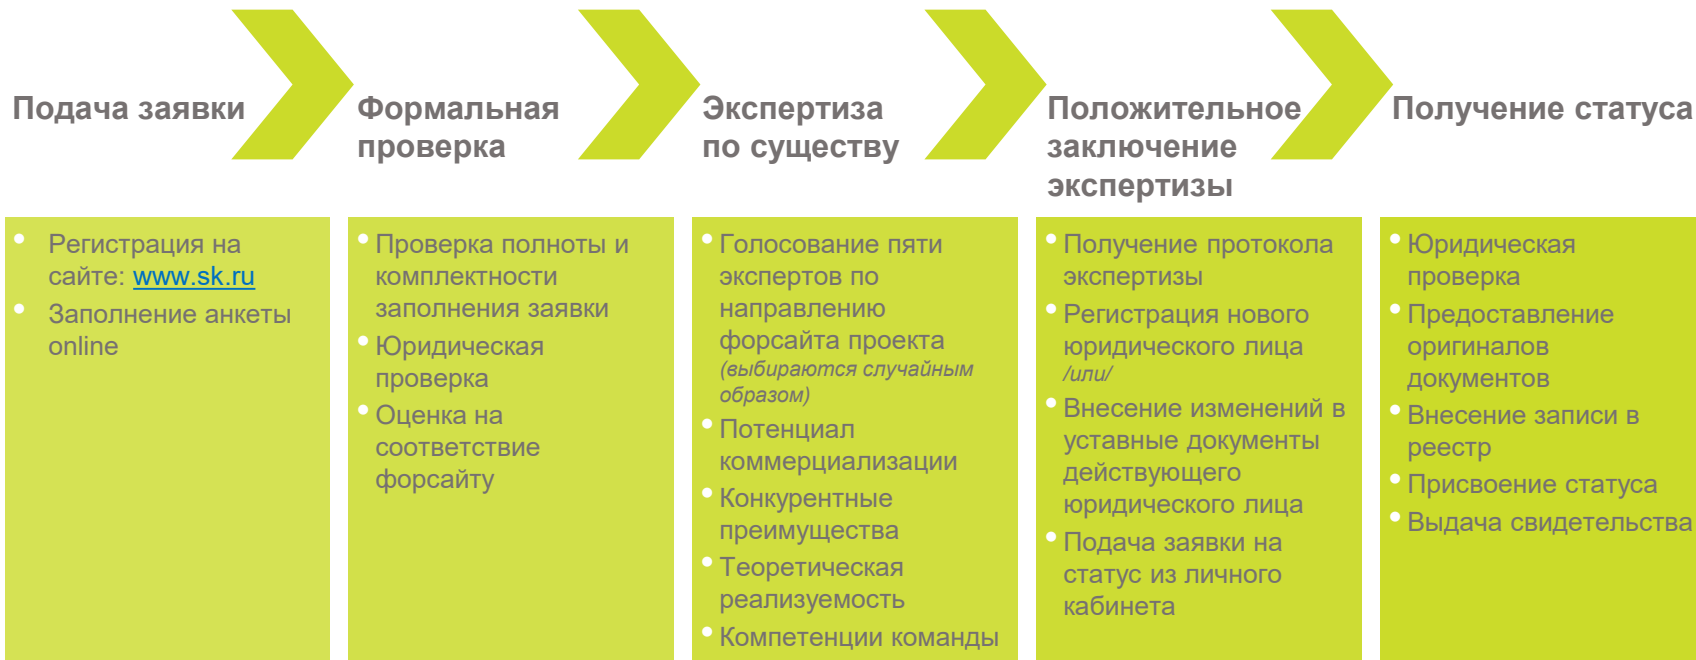 Подача заявки
Регистрация на
сайте: www.sk.ru
Заполнение анкеты
online
Формальная
проверка
Проверка полноты и
комплектности
заполнения заявки
Юридическая
проверка
Оценка на
соответствие
форсайту
Экспертиза
по существу
Голосование пяти
экспертов по
направлению
форсайта проекта
(выбираются случайным
образом)
Потенциал
коммерциализации
Конкурентные
преимущества
Теоретическая
реализуемость
Компетенции команды
Положительное
заключение
экспертизы
Получение протокола
экспертизы
Регистрация нового
юридического лица
/или/
Внесение изменений в
уставные документы
действующего
юридического лица
Подача заявки на
статус из личного
кабинета
Получение статуса
Юридическая
проверка
Предоставление
оригиналов
документов
Внесение записи в
реестр
Присвоение статуса
Выдача свидетельства